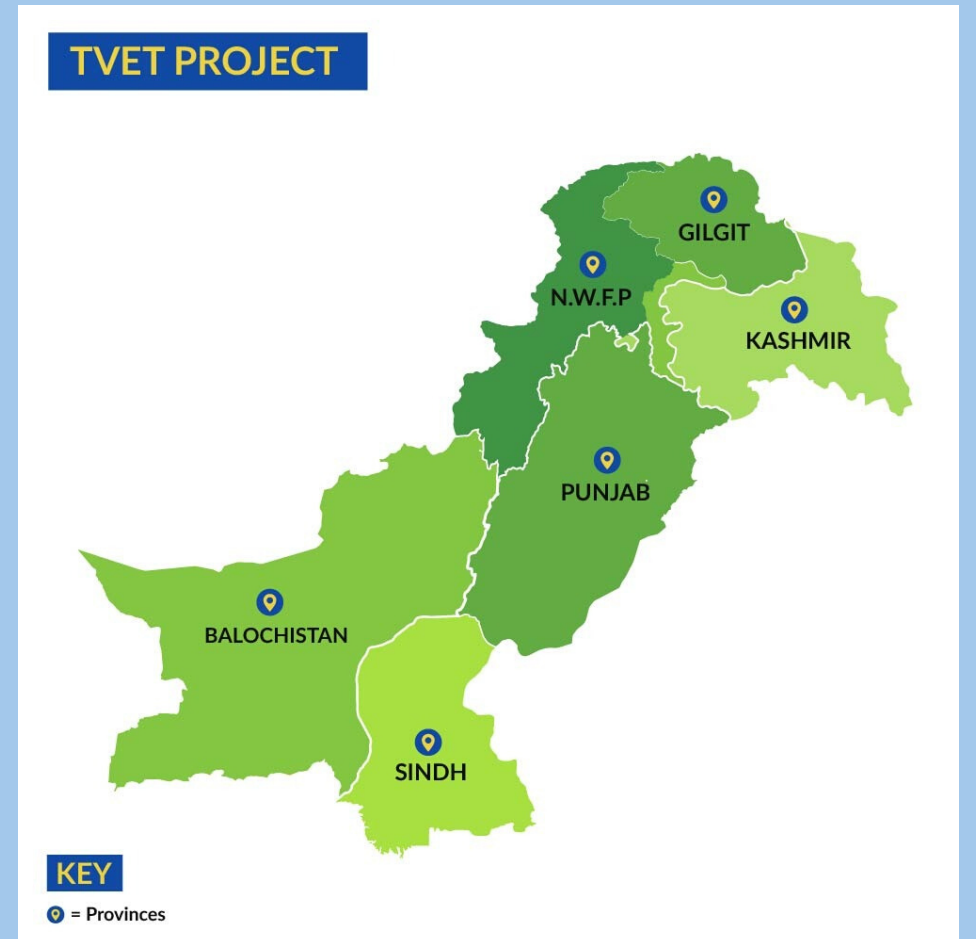 TVET PROJECT
GILGIT
N.W.F.P
KASHMIR
PUNJAB
BALOCHISTAN
SINDH
KEY
= Provinces